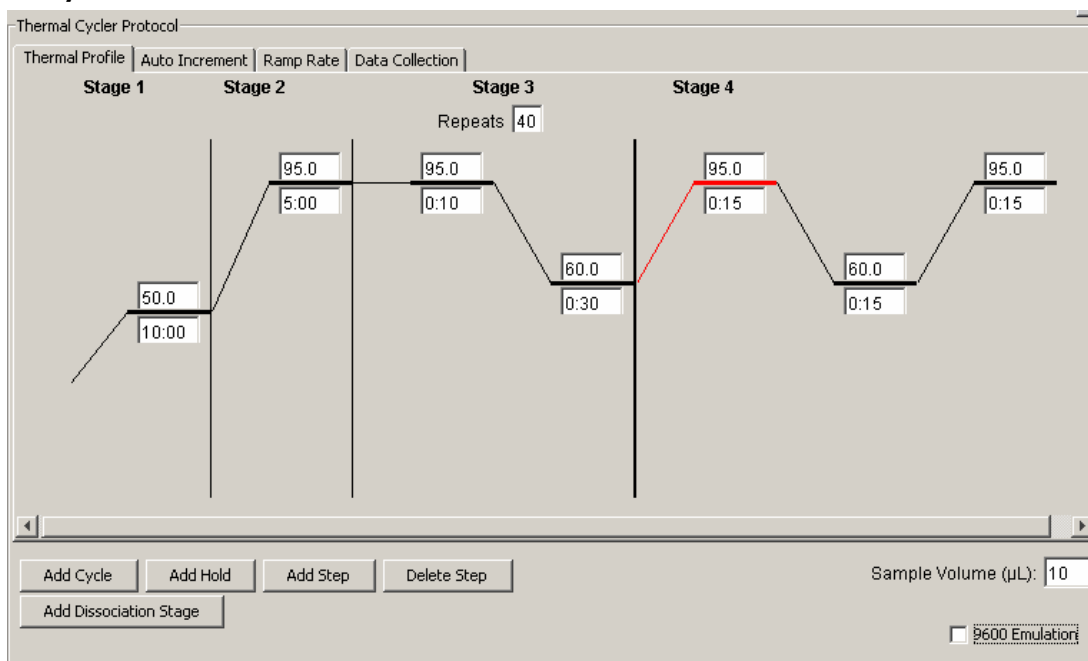 Thermal Cycler Protocol
Thermal Profile Auto Increment Ramp Rate Data Collection
Stage 1 Stage 2 Stage 3 Stage 4
Repeats 40
95.0 95.0 95.0 95.0
5:00 0:10 0:15 0:15
60.0 60.0
50.0 0:30 0:15
10:00
Add Cycle Add Hold Add Step Delete Step Sample Volume (µL): 10
Add Dissociation Stage
9600 Emulation